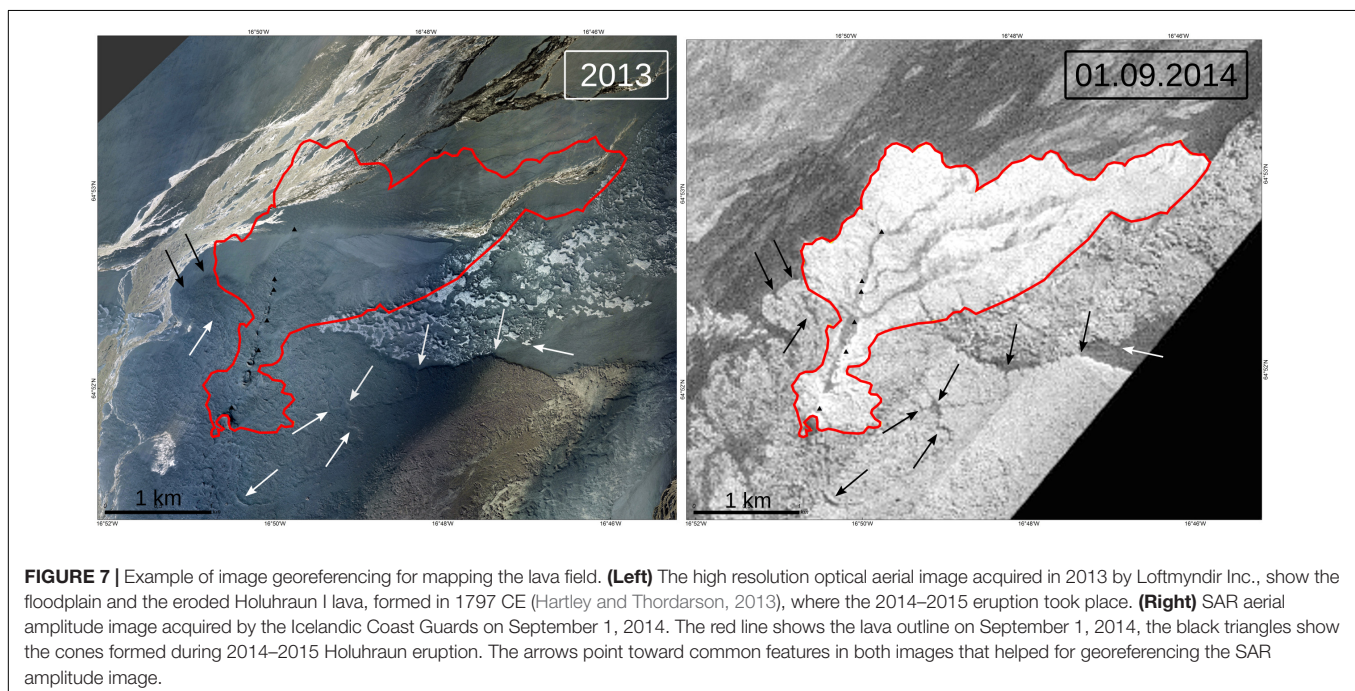 16°50'W
16°46'W
2013
64°53'N
64°52'N
1 km
16°52'W
16°50'W
16°48'W
16°46'W
16°50'W
16°48'W
16°46'W
01.09.2014
64°53'N
64°52'N
1 km
16°52'W
16°50'W
16°48'W
16°46'W
FIGURE 7 | Example of image georeferencing for mapping the lava field. (Left) The high resolution optical aerial image acquired in 2013 by Loftmyndir Inc., show the
floodplain and the eroded Holuhraun I lava, formed in 1797 CE (Hartley and Thordarson, 2013), where the 2014–2015 eruption took place. (Right) SAR aerial
amplitude image acquired by the Icelandic Coast Guards on September 1, 2014. The red line shows the lava outline on September 1, 2014, the black triangles show
the cones formed during 2014–2015 Holuhraun eruption. The arrows point toward common features in both images that helped for georeferencing the SAR
amplitude image.